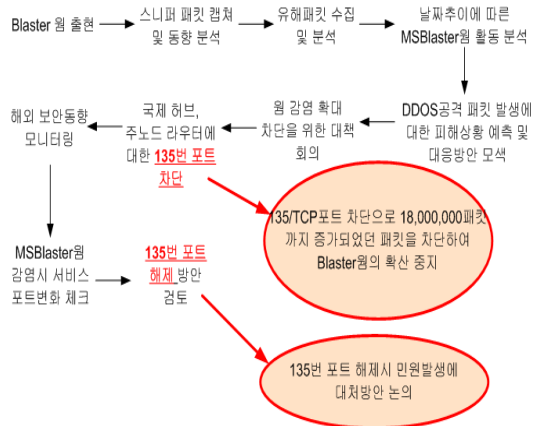 Blaster 웜 출현
스니퍼 패킷 캡쳐
및 동향 분석
유해패킷 수집
및 분석
날짜추이에 따른
MSBlaster웜 활동 분석
DDOS공격 패킷 발생에
대한 피해상황 예측 및
대응방안 모색
웜 감염 확대
차단을 위한 대책
회의
국제 허브,
주노드 라우터에
대한 135번 포트
차단
해외 보안동향
모니터링
135/TCP포트 차단으로 18,000,000패킷
까지 증가되었던 패킷을 차단하여
Blaster웜의 확산 중지
MSBlaster웜
감염시 서비스
포트변화 체크
135번 포트
해제 방안
검토
135번 포트 해제시 민원발생에
대처방안 논의